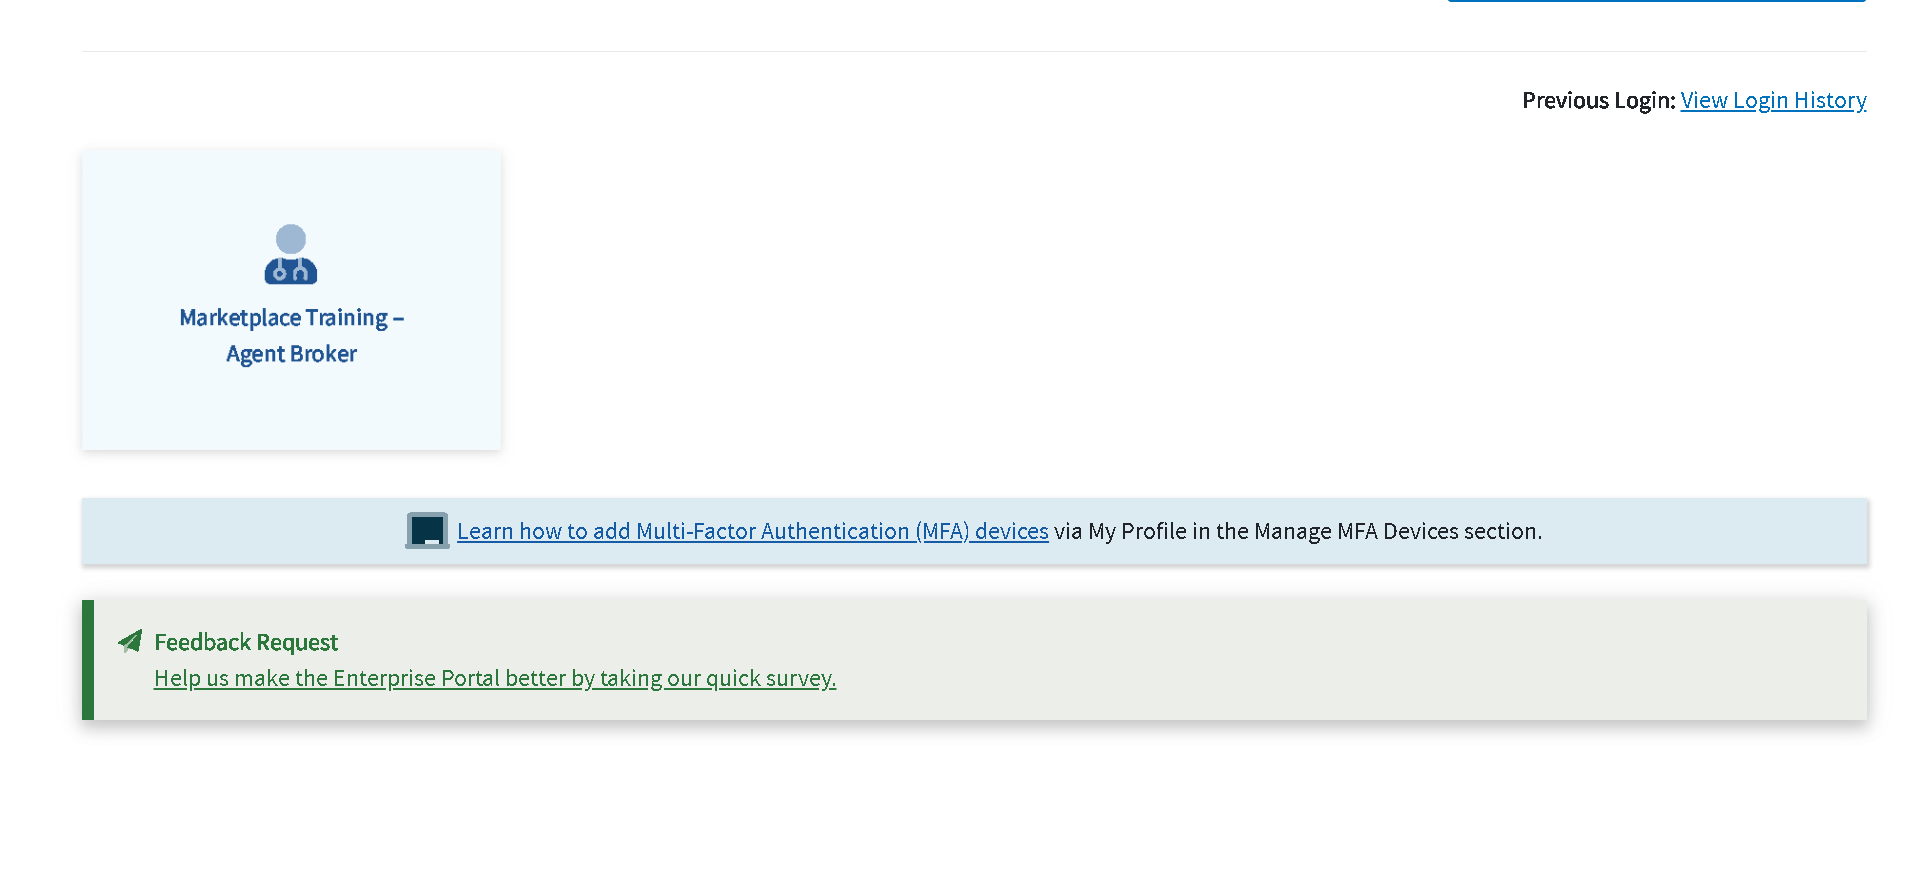 Previous Login: View Login History
Marketplace Training –
Agent Broker
Learn how to add Multi-Factor Authentication (MFA) devices via My Profile in the Manage MFA Devices section.
Feedback Request
Help us make the Enterprise Portal better by taking our quick survey.